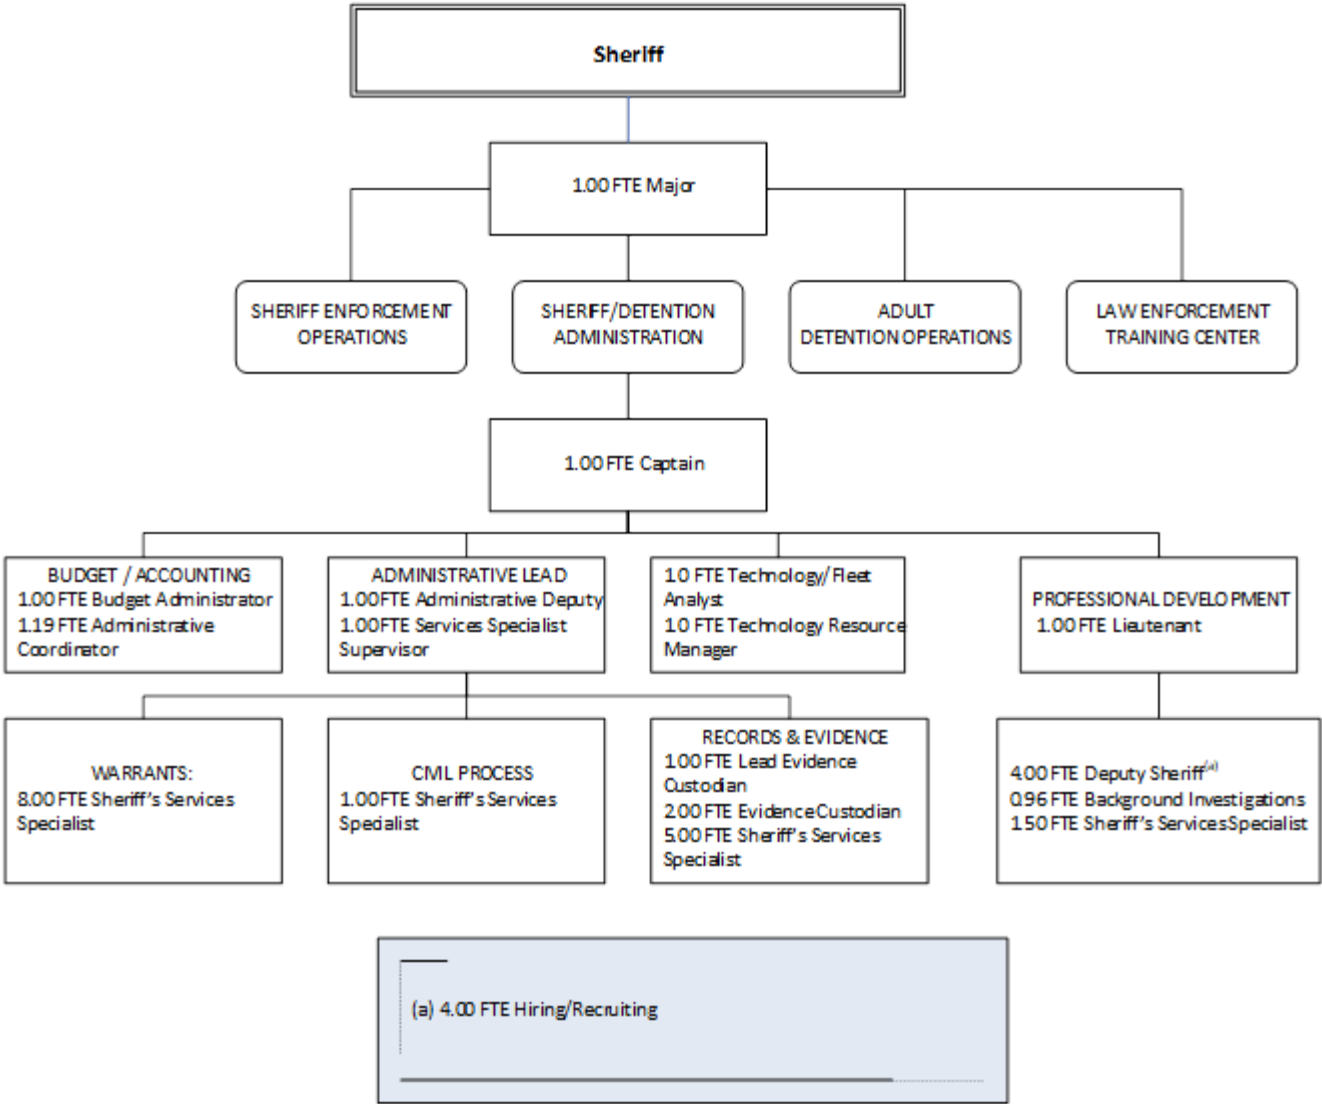 Sheriff
1.00 FTE Major
SHERIFF ENFORCEMENT
OPERATIONS
SHERIFF/DETENTION
ADMINISTRATION
ADULT
DETENTION OPERATIONS
LAW ENFORCEMENT
TRAINING CENTER
1.00 FTE Captain
BUDGET / ACCOUNTING
1.00 FTE Budget Administrator
1.19 FTE Administrative
Coordinator
ADMINISTRATIVE LEAD
1.00 FTE Administrative Deputy
1.00 FTE Services Specialist
Supervisor
1.0 FTE Technology/Fleet
Analyst
1.0 FTE Technology Resource
Manager
PROFESSIONAL DEVELOPMENT
1.00 FTE Lieutenant
WARRANTS:
8.00 FTE Sheriff's Services
Specialist
CIVIL PROCESS
1.00 FTE Sheriff's Services
Specialist
RECORDS & EVIDENCE
1.00 FTE Lead Evidence
Custodian
2.00 FTE Evidence Custodian
5.00 FTE Sheriff's Services
Specialist
4.00 FTE Deputy Sheriff(a)
0.96 FTE Background Investigations
1.50 FTE Sheriff's Services Specialist
(a) 4.00 FTE Hiring/Recruiting